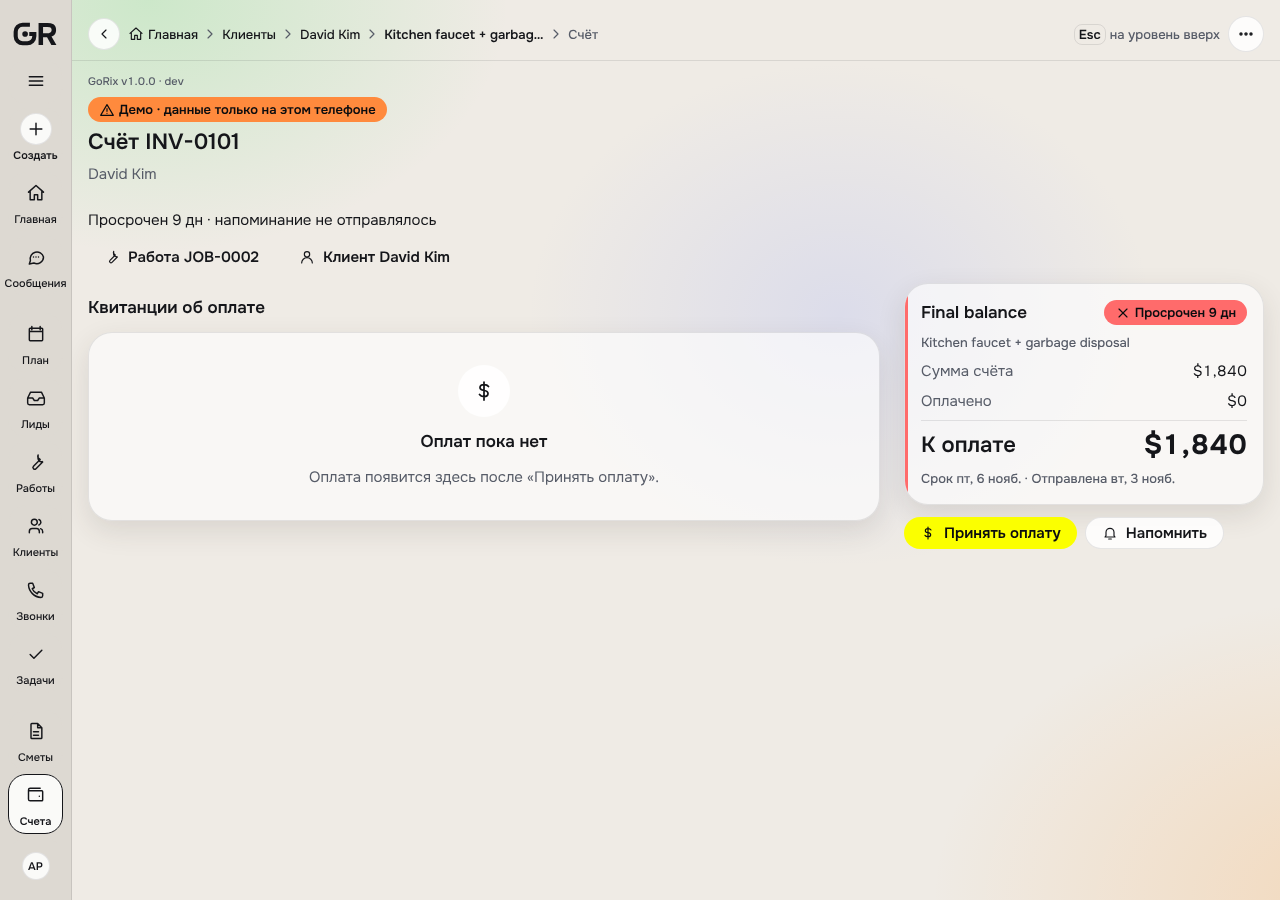 GR
Создать
Главная
Сообщения
План
Лиды
Работы
Клиенты
Звонки
Задачи
Сметы
Счета
AP
Главная > Клиенты > David Kim > Kitchen faucet + garbag... > Счёт
Esc на уровень вверх
GoRix v1.0.0 · dev
Демо · данные только на этом телефоне
Счёт INV-0101
David Kim
Просрочен 9 дн · напоминание не отправлялось
Работа JOB-0002 Клиент David Kim
Квитанции об оплате
$
Оплат пока нет
Оплата появится здесь после «Принять оплату».
Final balance Просрочен 9 дн
Kitchen faucet + garbage disposal
Сумма счёта $1,840
Оплачено $0
К оплате $1,840
Срок пт, 6 нояб. · Отправлена вт, 3 нояб.
$ Принять оплату Напомнить